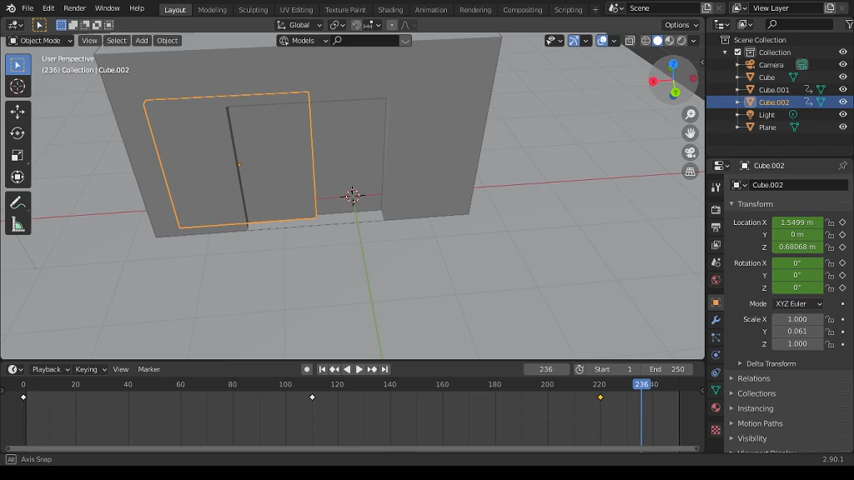 File Edit Render Window Help Layout Modeling Sculpting UV Editing Texture Paint Shading Animation Rendering Compositing Scripting Scene View Layer
Global Options
Object Mode View Select Add Object Models
User Perspective
(236) Collection | Cube.002
Scene Collection
Collection
Camera
Cube
Cube.001
Cube.002
Light
Plane
Cube.002
Cube.002
Transform
Location X 1.5499 m
Y 0 m
Z 0.68068 m
Rotation X 0°
Y 0°
Z 0°
Mode XYZ Euler
Scale X 1.000
Y 0.061
Z 1.000
Delta Transform
Relations
Collections
Instancing
Motion Paths
Visibility
X
Z
Y
Playback Keying View Marker 236 Start 1 End 250
0 20 40 60 80 100 120 140 160 180 200 220 236
Axis Snap 2.90.1